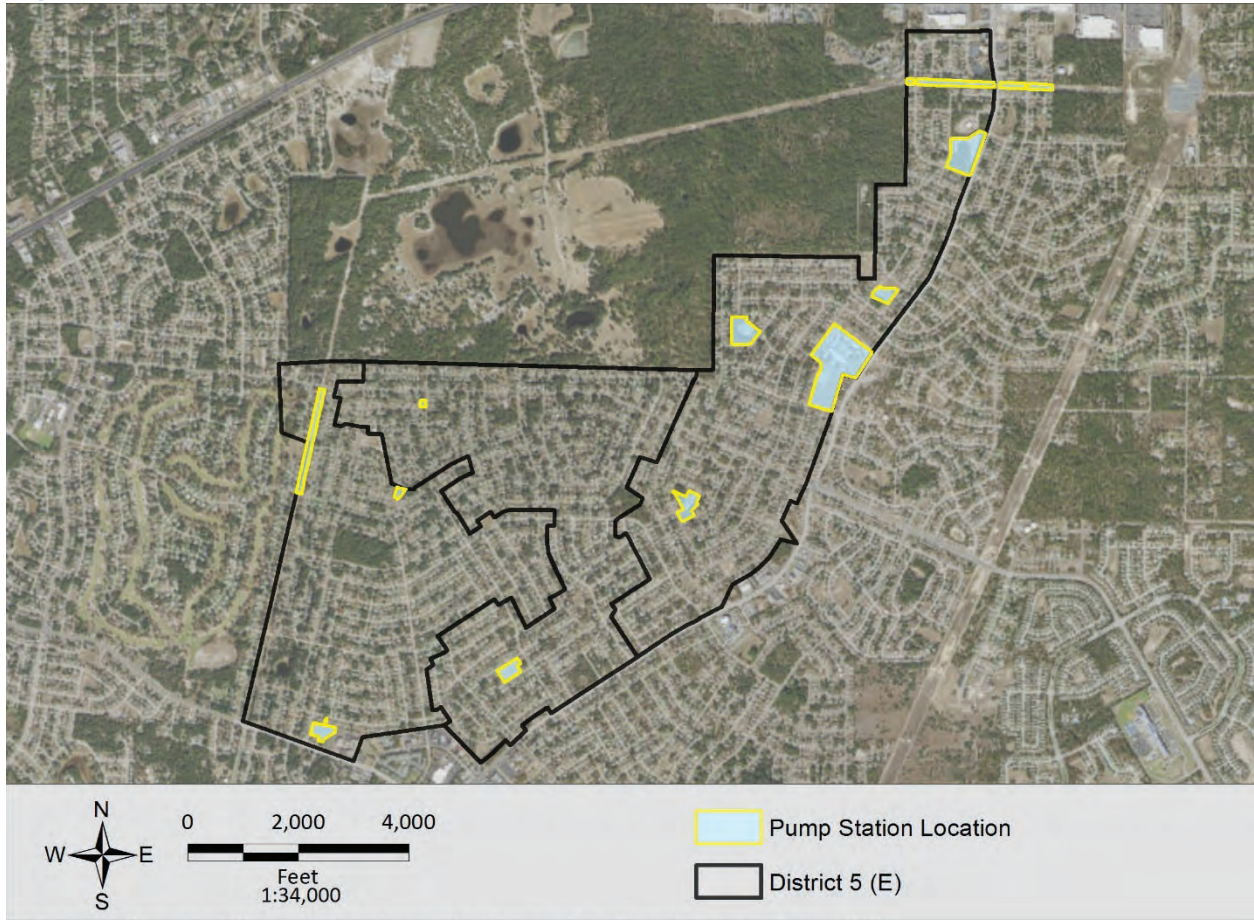 N
W E
S
0 2,000 4,000
Feet
1:34,000
Pump Station Location
District 5 (E)